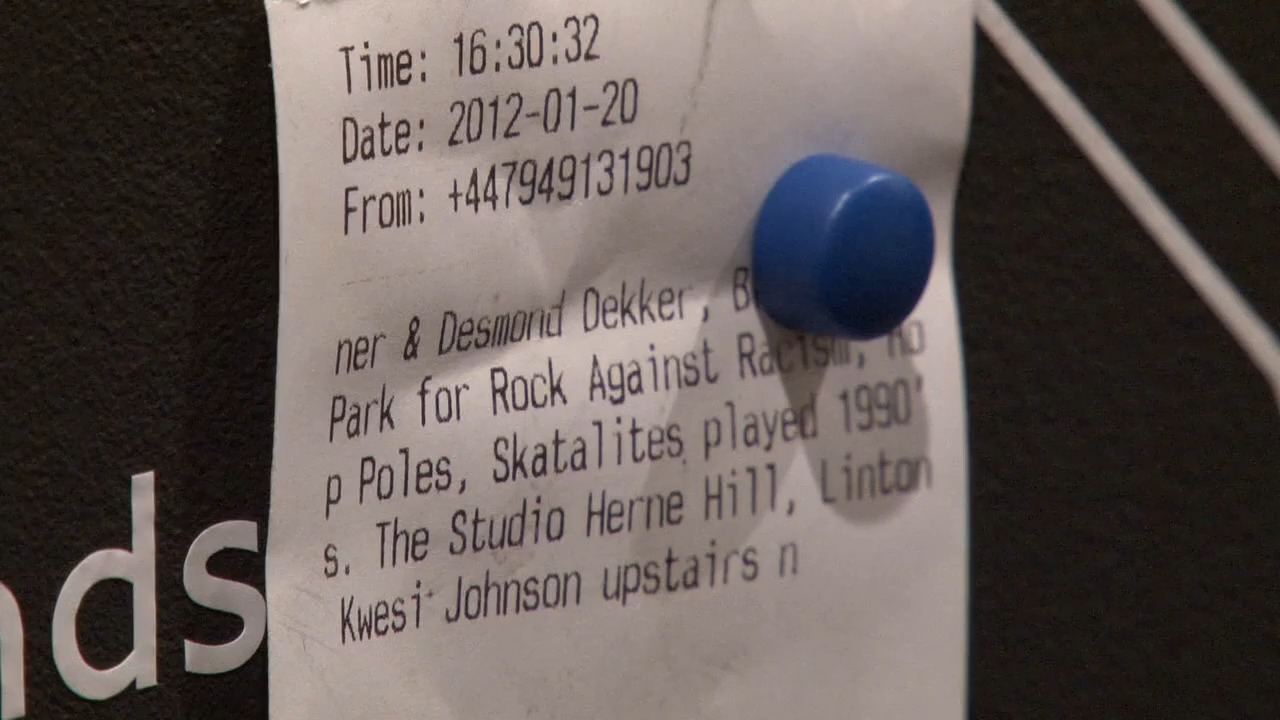 Time: 16:30:32
Date: 2012-01-20
From: +447949131903
ner & Desmond Dekker,
Park for Rock Against Racism,
p Poles, Skatalites played 1990'
s. The Studio Herne Hill, Linton
Kwesi Johnson upstairs n
nds